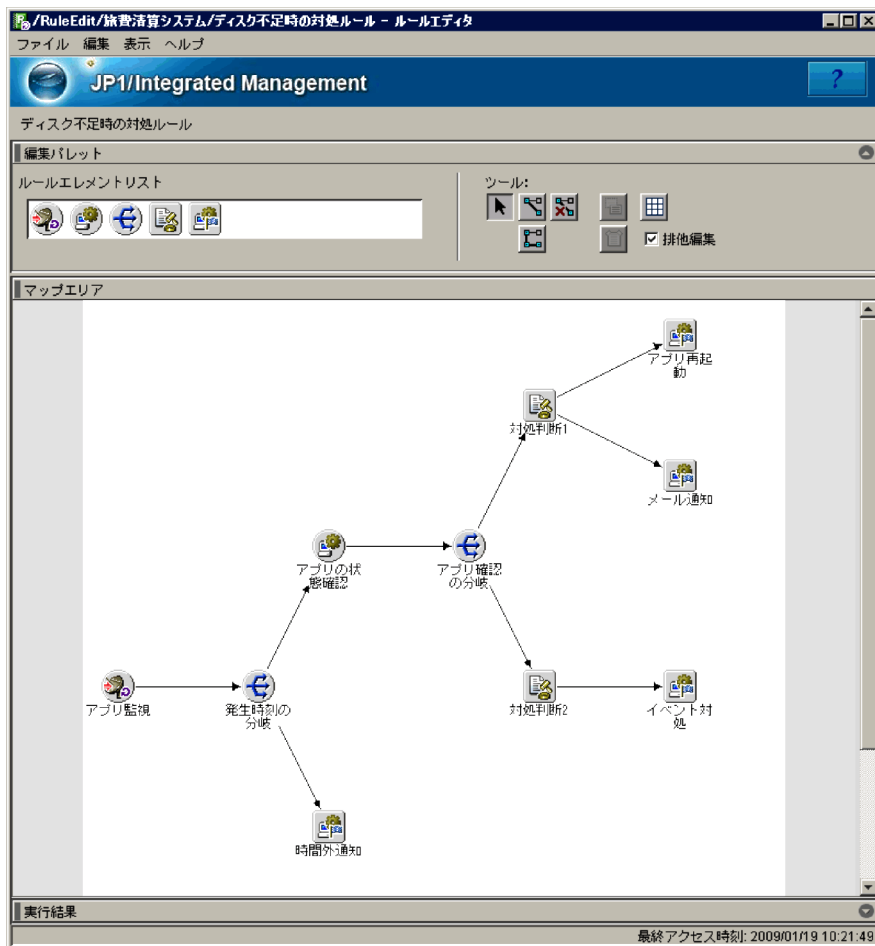 /RuleEdit/旅費清算システム/ディスク不足時の対処ルール - ルールエディタ
ファイル 編集 表示 ヘルプ
JP1/Integrated Management
?
ディスク不足時の対処ルール
編集パレット
ルールエレメントリスト
ツール:
排他編集
マップエリア
アプリ再起
動
対処判断1
メール通知
アプリの状
態確認
アプリ確認
の分岐
アプリ監視
発生時刻の
分岐
対処判断2
イベント対
処
時間外通知
実行結果
最終アクセス時刻: 2009/01/19 10:21:49